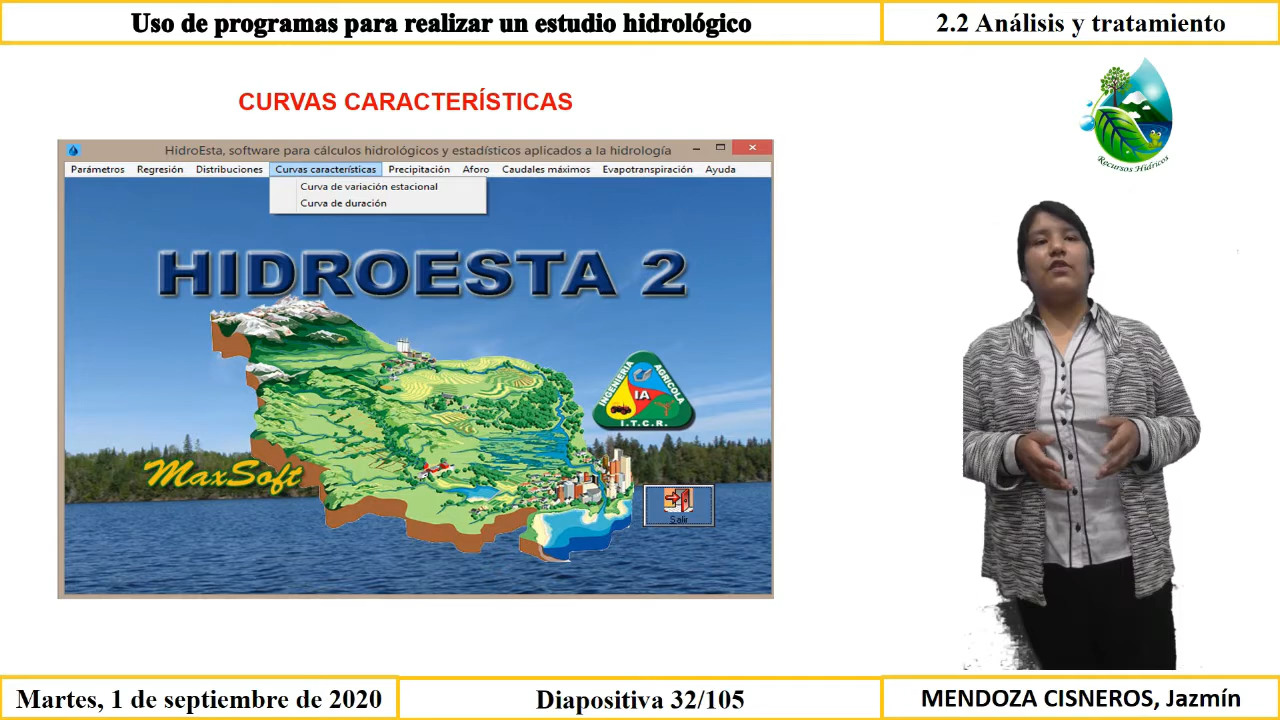 Uso de programas para realizar un estudio hidrológico
2.2 Análisis y tratamiento
CURVAS CARACTERÍSTICAS
Recursos Hídricos
HidroEsta, software para cálculos hidrológicos y estadísticos aplicados a la hidrología
Parámetros Regresión Distribuciones Curvas características Precipitación Aforo Caudales máximos Evapotranspiración Ayuda
Curva de variación estacional
Curva de duración
HIDROESTA 2
INGENIERIA AGRICOLA
IA
I.T.C.R.
MaxSoft
Salir
Martes, 1 de septiembre de 2020
Diapositiva 32/105
MENDOZA CISNEROS, Jazmín